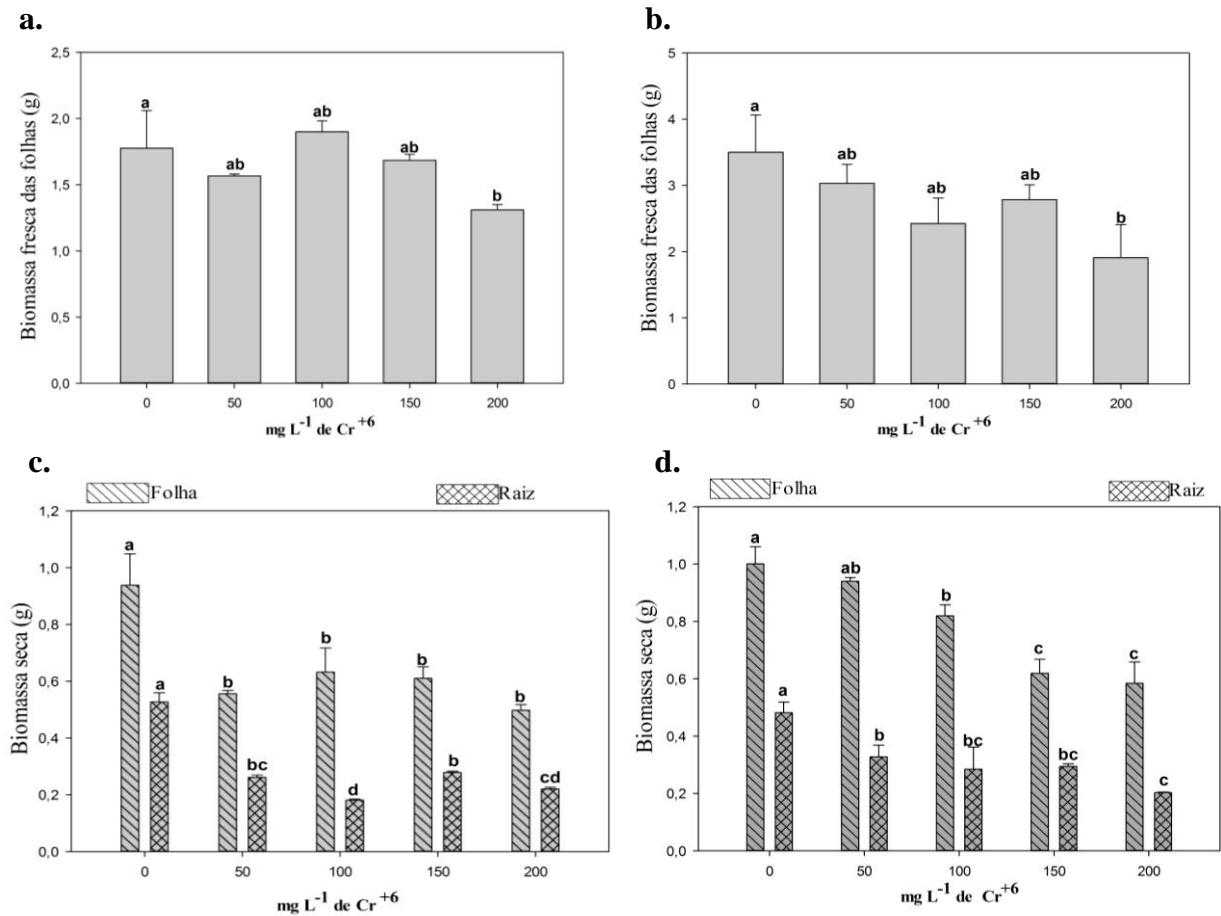 a.
Biomassa fresca das folhas (g)
2,5
2,0
1,5
1,0
0,5
0,0
a
ab
ab
ab
b
0
50
100
150
200
mg L-1 de Cr+6
b.
Biomassa fresca das folhas (g)
5
4
3
2
1
0
a
ab
ab
ab
b
0
50
100
150
200
mg L-1 de Cr+6
c.
Folha
Raiz
Biomassa seca (g)
1,2
1,0
0,8
0,6
0,4
0,2
0,0
a
a
b
bc
b
d
b
b
b
cd
0
50
100
150
200
mg L-1 de Cr+6
d.
Folha
Raiz
Biomassa seca (g)
1,2
1,0
0,8
0,6
0,4
0,2
0,0
a
a
ab
b
b
bc
c
bc
c
c
0
50
100
150
200
mg L-1 de Cr+6